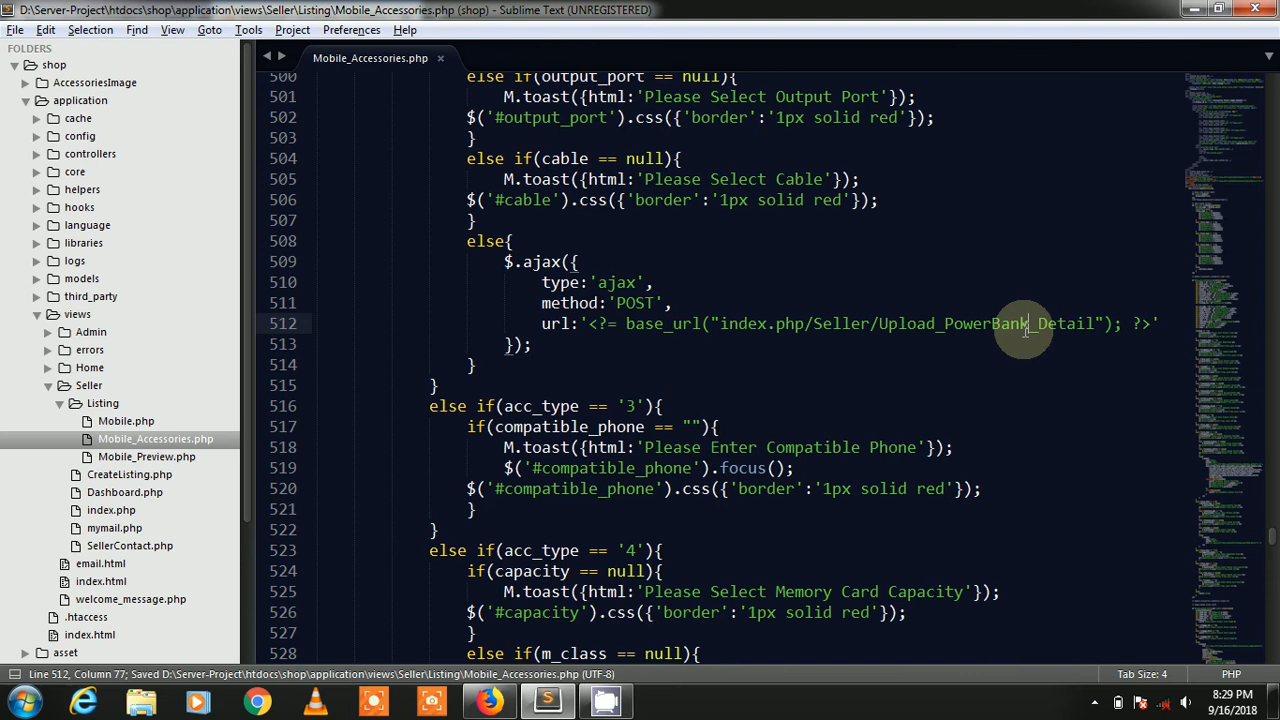 D:\Server-Project\htdocs\shop\application\views\Seller\Listing\Mobile_Accessories.php (shop) - Sublime Text (UNREGISTERED)
File Edit Selection Find View Goto Tools Project Preferences Help
FOLDERS
shop
AccessoriesImage
application
cache
config
controllers
core
helpers
hooks
language
libraries
logs
models
third_party
views
Admin
errors
Home
Seller
Listing
Mobile.php
Mobile_Accessories.php
Mobile_Preview.php
CreateListing.php
Dashboard.php
index.php
mymail.php
SellerContact.php
email.html
index.html
welcome_message.php
.htaccess
index.html
asset
Mobile_Accessories.php ×
500 else if(output_port == null){
501 M.toast({html:'Please Select Output Port'});
502 $('#output_port').css({'border':'1px solid red'});
503 }
504 else if(cable == null){
505 M.toast({html:'Please Select Cable'});
506 $('#cable').css({'border':'1px solid red'});
507 }
508 else{
509 $.ajax({
510 type:'ajax',
511 method:'POST',
512 url:'<?= base_url("index.php/Seller/Upload_PowerBank_Detail"); ?>'
513 });
514 }
515 }
516 else if(acc_type == '3'){
517 if(compatible_phone == ""){
518 M.toast({html:'Please Enter Compatible Phone'});
519 $('#compatible_phone').focus();
520 $('#compatible_phone').css({'border':'1px solid red'});
521 }
522 }
523 else if(acc_type == '4'){
524 if(capacity == null){
525 M.toast({html:'Please Select Memory Card Capacity'});
526 $('#capacity').css({'border':'1px solid red'});
527 }
528 else if(m_class == null){
Line 512, Column 77; Saved D:\Server-Project\htdocs\shop\application\views\Seller\Listing\Mobile_Accessories.php (UTF-8) Tab Size: 4 PHP
8:29 PM
9/16/2018